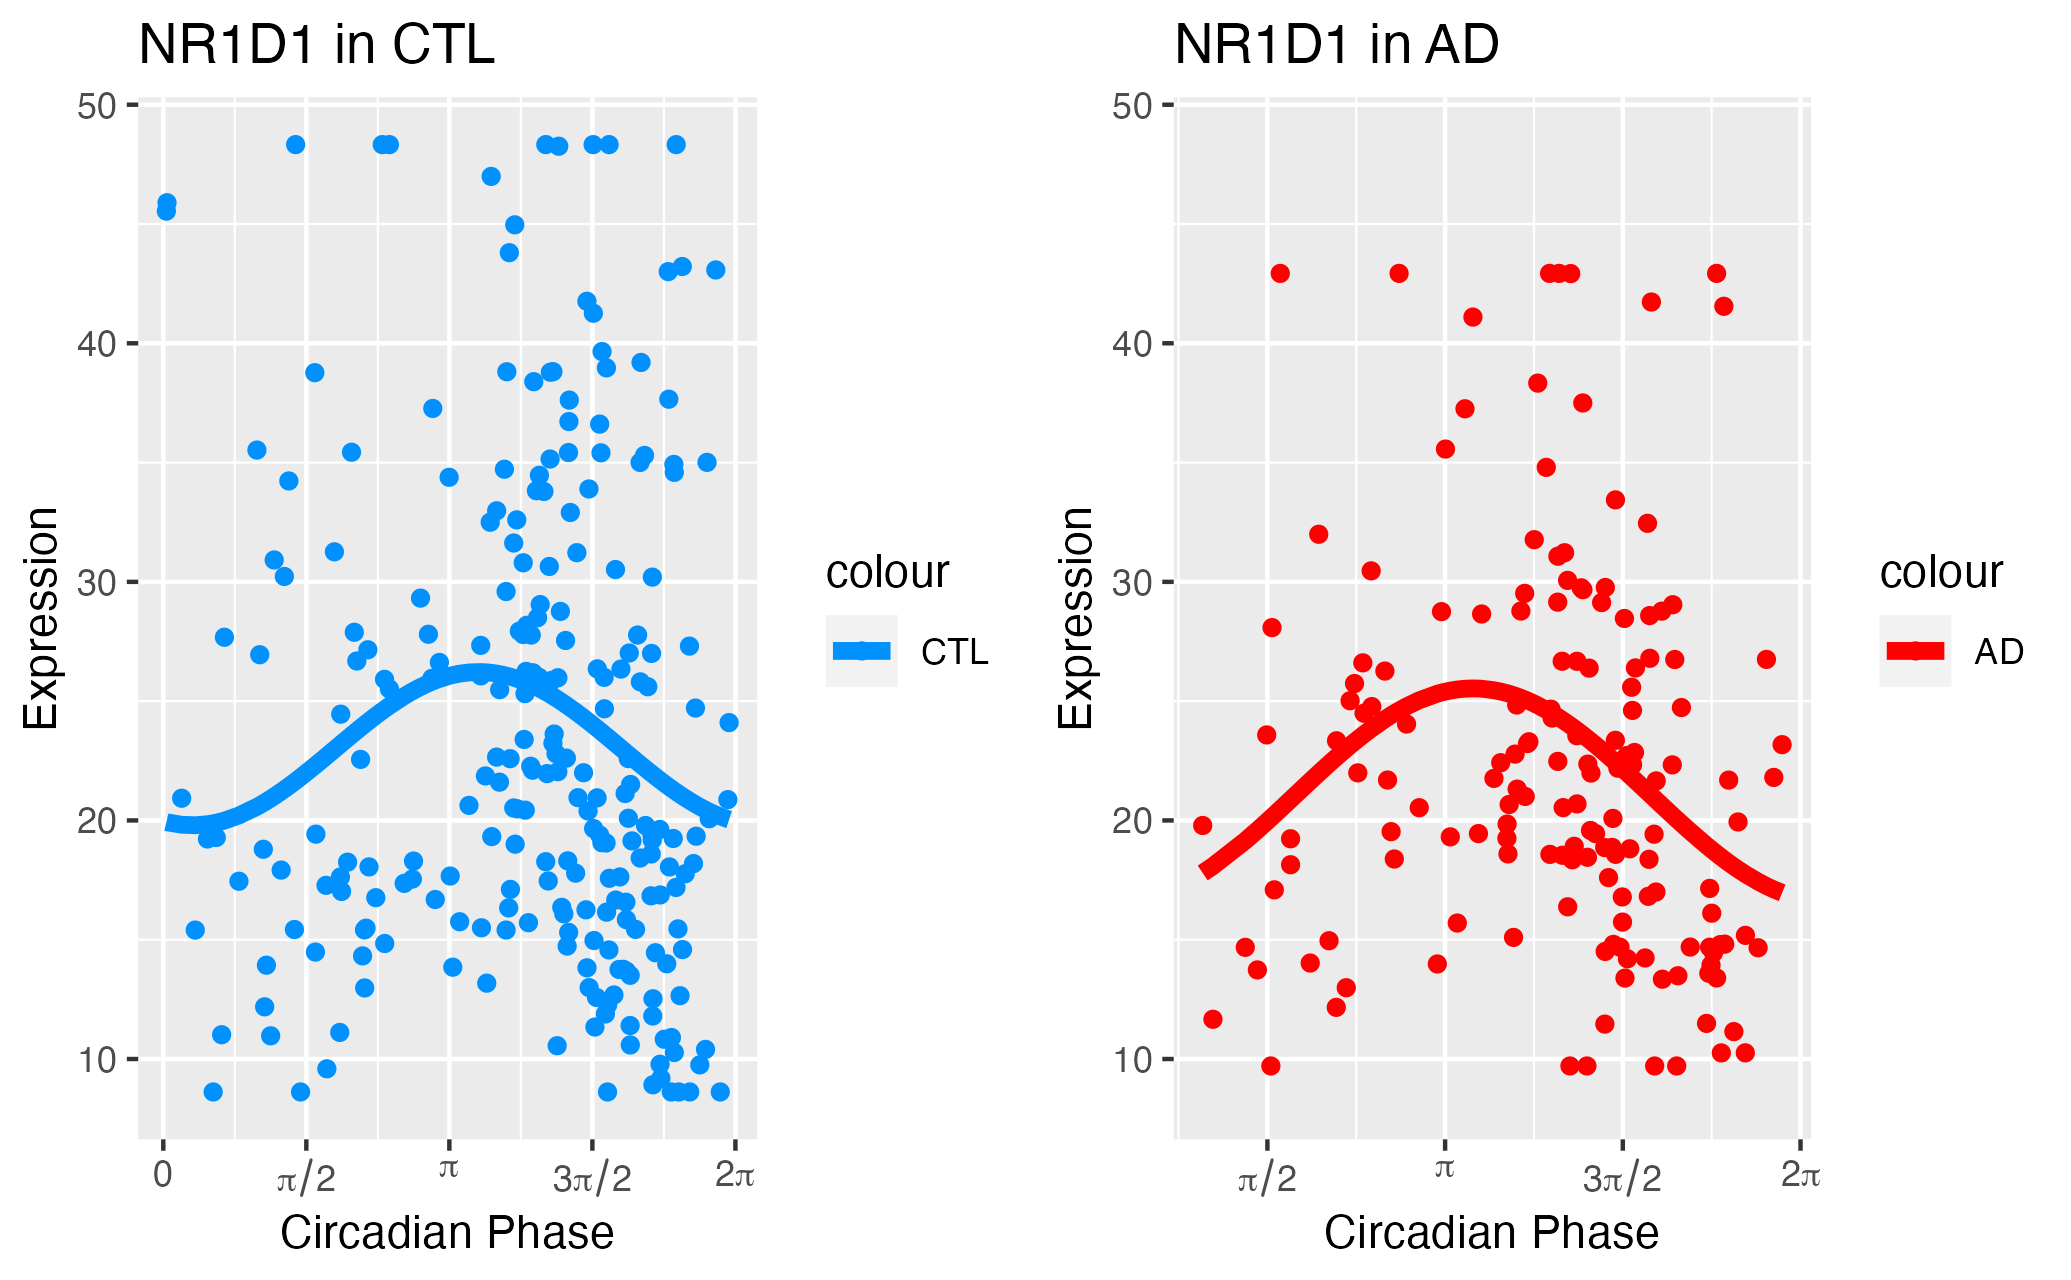 NR1D1 in CTL
50
40
30
20
10
Expression
0 π/2 π 3π/2 2π
Circadian Phase
colour
CTL
NR1D1 in AD
50
40
30
20
10
Expression
π/2 π 3π/2 2π
Circadian Phase
colour
AD